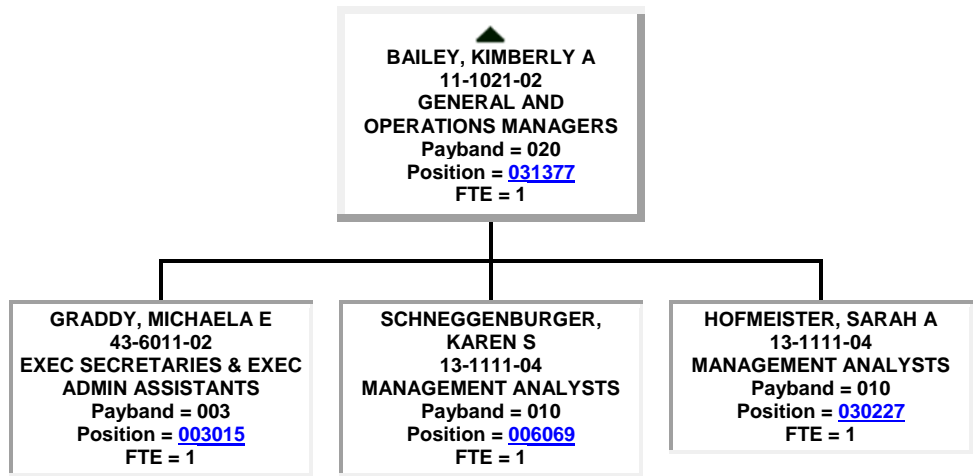 BAILEY, KIMBERLY A
11-1021-02
GENERAL AND
OPERATIONS MANAGERS
Payband = 020
Position = 031377
FTE = 1
GRADDY, MICHAELA E
43-6011-02
EXEC SECRETARIES & EXEC
ADMIN ASSISTANTS
Payband = 003
Position = 003015
FTE = 1
SCHNEGGENBURGER,
KAREN S
13-1111-04
MANAGEMENT ANALYSTS
Payband = 010
Position = 006069
FTE = 1
HOFMEISTER, SARAH A
13-1111-04
MANAGEMENT ANALYSTS
Payband = 010
Position = 030227
FTE = 1